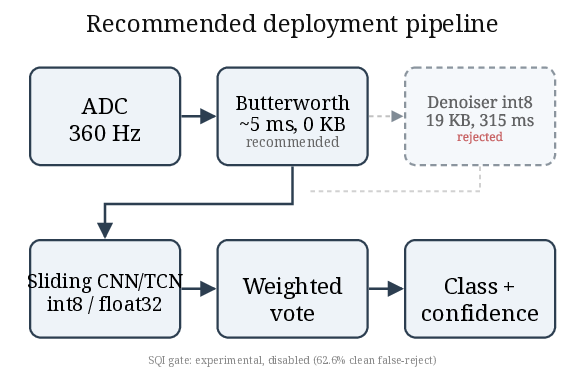 Recommended deployment pipeline
ADC
360 Hz
Butterworth
~5 ms, 0 KB
recommended
Denoiser int8
19 KB, 315 ms
rejected
Sliding CNN/TCN
int8 / float32
Weighted
vote
Class +
confidence
SQI gate: experimental, disabled (62.6% clean false-reject)